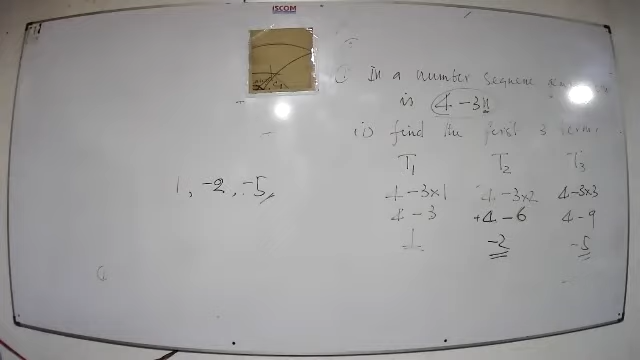 ISCOM
In a number sequence
is 4 - 3n
i) find the first 3 terms
T1 T2 T3
4-3×1 4-3×2 4-3×3
4-3 +4-6 4-9
1 -2 -5
1, -2, -5